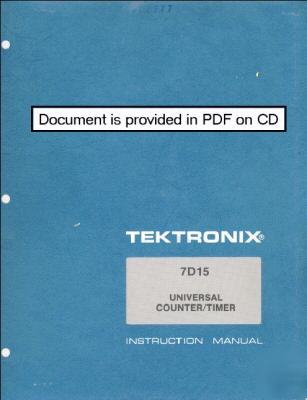 Document is provided in PDF on CD
TEKTRONIX®
7D15
UNIVERSAL
COUNTER/TIMER
INSTRUCTION MANUAL